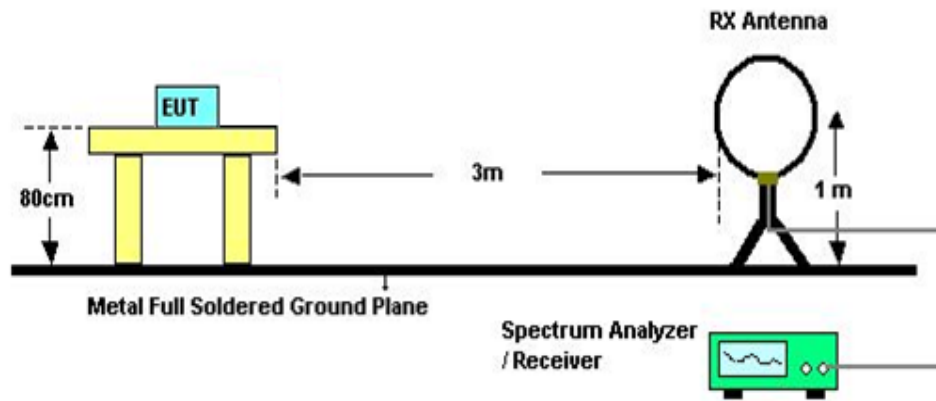 RX Antenna
EUT
80cm
3m
1 m
Metal Full Soldered Ground Plane
Spectrum Analyzer
/ Receiver